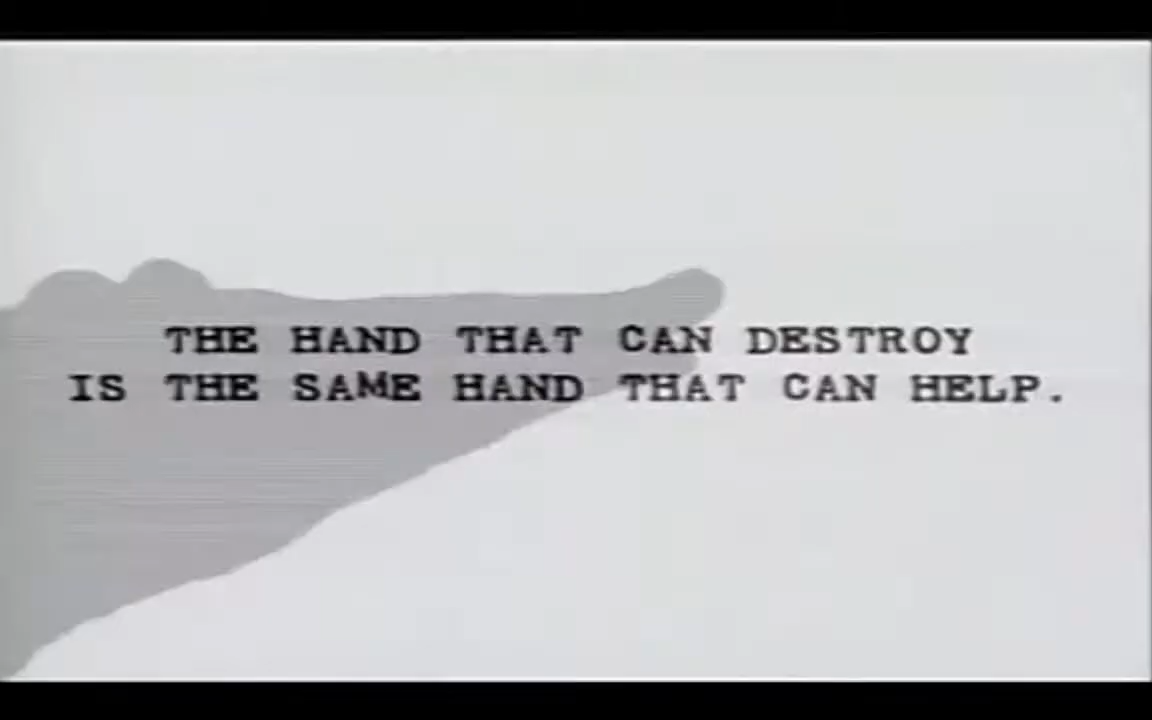 THE HAND THAT CAN DESTROY
IS THE SAME HAND THAT CAN HELP.